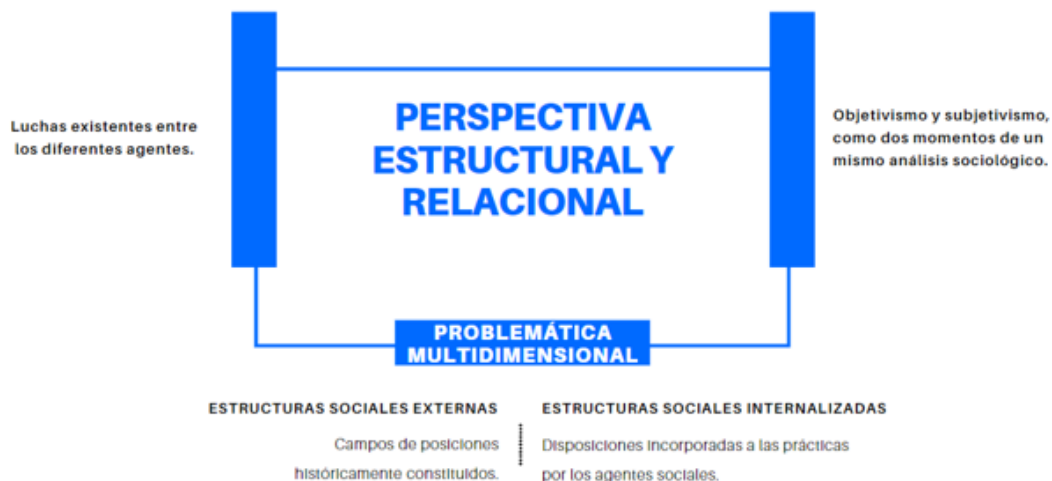 PERSPECTIVA
ESTRUCTURAL Y
RELACIONAL
Luchas existentes entre
los diferentes agentes.
Objetivismo y subjetivismo,
como dos momentos de un
mismo análisis sociológico.
PROBLEMÁTICA
MULTIDIMENSIONAL
ESTRUCTURAS SOCIALES EXTERNAS
Campos de posiciones
históricamente constituidos.
ESTRUCTURAS SOCIALES INTERNALIZADAS
Disposiciones incorporadas a las prácticas
por los agentes sociales.